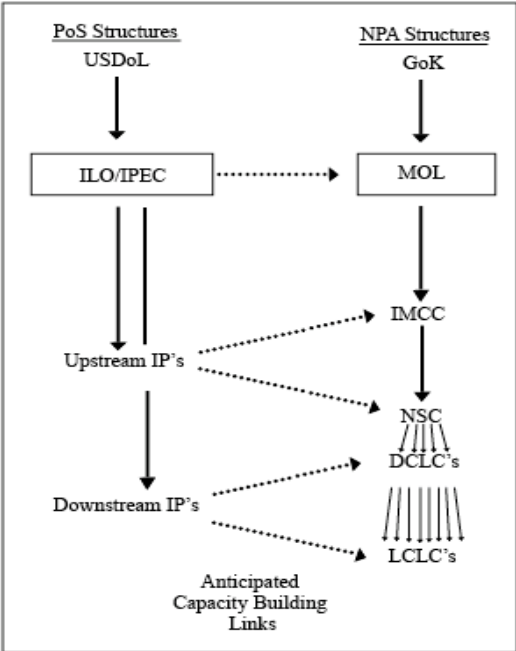 PoS Structures
USDoL
NPA Structures
GoK
ILO/IPEC
MOL
IMCC
Upstream IP's
NSC
DCLC's
Downstream IP's
LCLC's
Anticipated
Capacity Building
Links